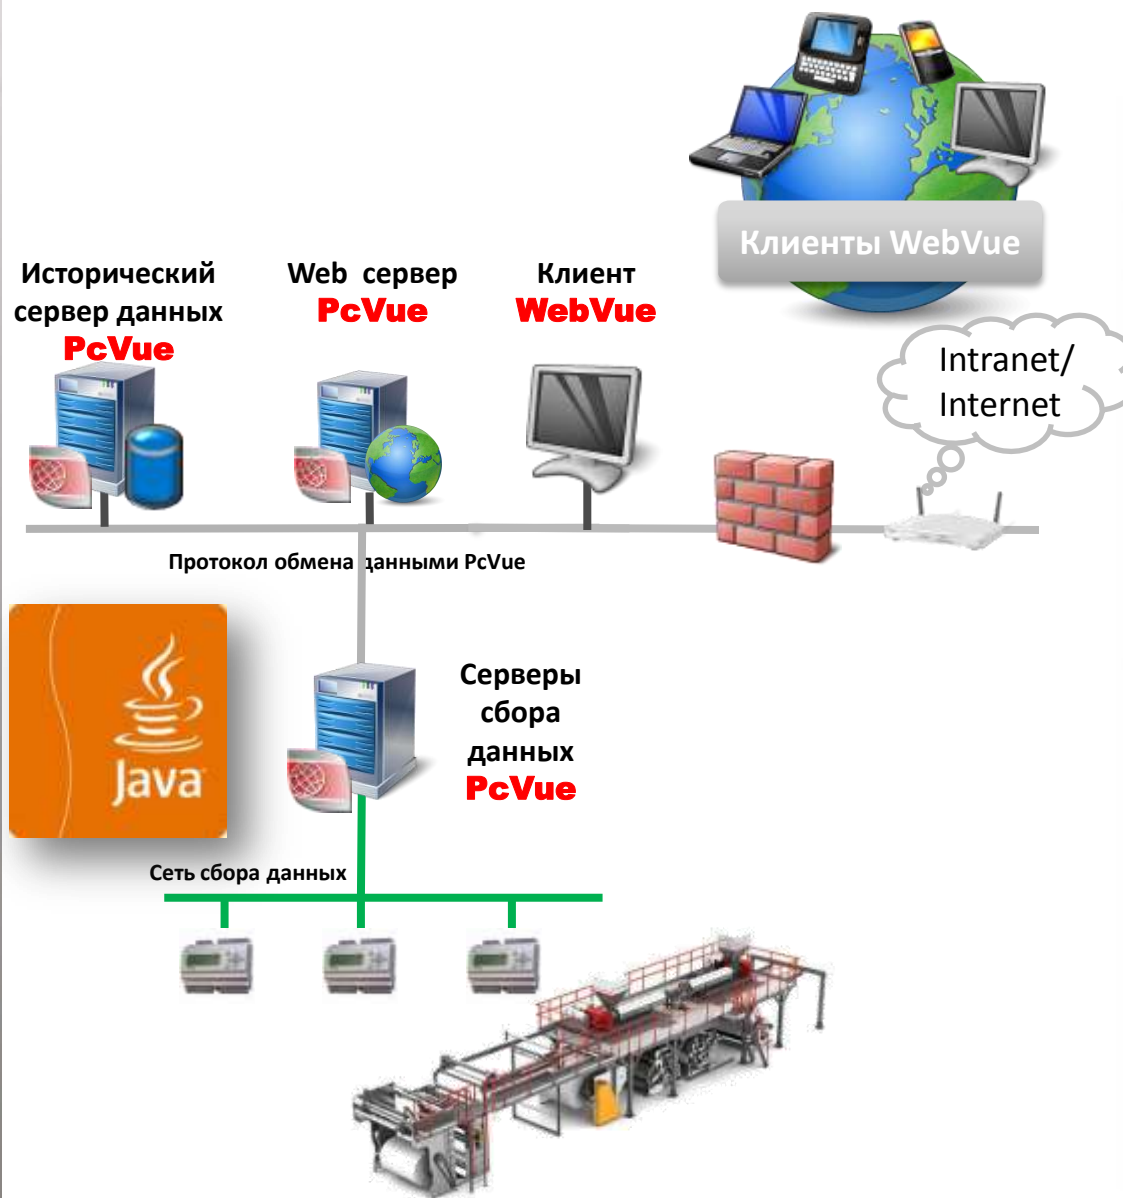 Клиенты WebVue
Исторический
сервер данных
PcVue
Web сервер
PcVue
Клиент
WebVue
Intranet/
Internet
Протокол обмена данными PcVue
Java
Серверы
сбора
данных
PcVue
Сеть сбора данных